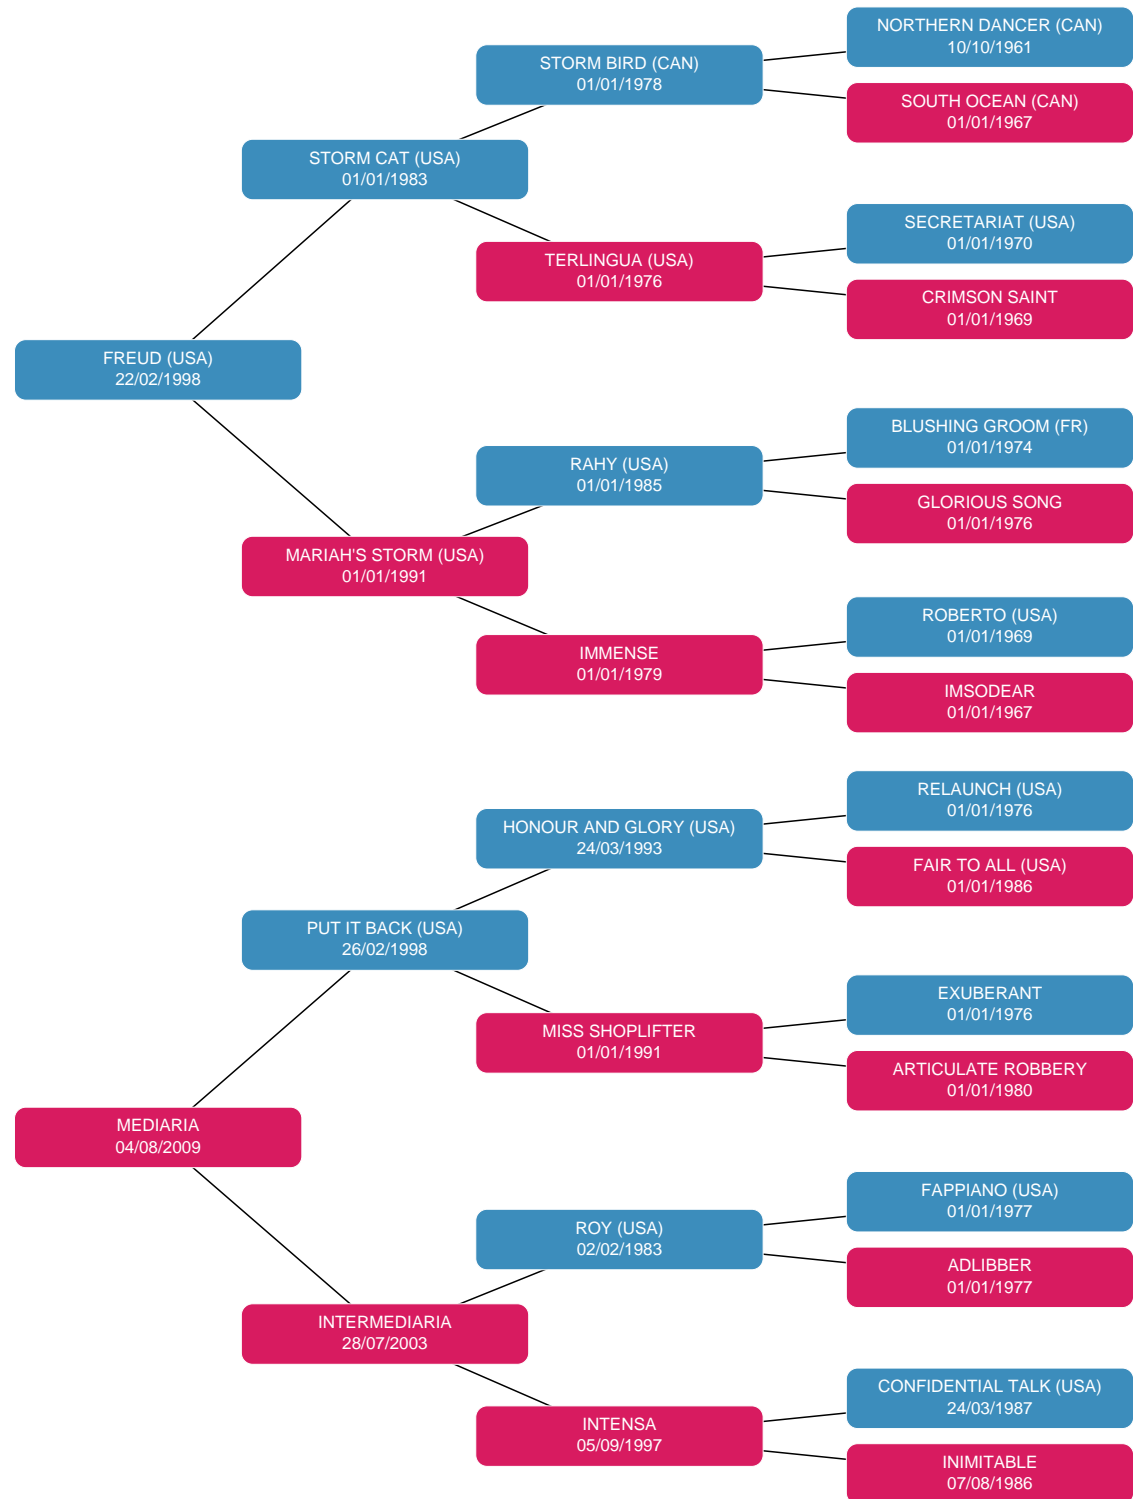 NORTHERN DANCER (CAN)
10/10/1961
STORM BIRD (CAN)
01/01/1978
SOUTH OCEAN (CAN)
01/01/1967
STORM CAT (USA)
01/01/1983
SECRETARIAT (USA)
01/01/1970
TERLINGUA (USA)
01/01/1976
CRIMSON SAINT
01/01/1969
FREUD (USA)
22/02/1998
BLUSHING GROOM (FR)
01/01/1974
RAHY (USA)
01/01/1985
GLORIOUS SONG
01/01/1976
MARIAH'S STORM (USA)
01/01/1991
ROBERTO (USA)
01/01/1969
IMMENSE
01/01/1979
IMSODEAR
01/01/1967
RELAUNCH (USA)
01/01/1976
HONOUR AND GLORY (USA)
24/03/1993
FAIR TO ALL (USA)
01/01/1986
PUT IT BACK (USA)
26/02/1998
EXUBERANT
01/01/1976
MISS SHOPLIFTER
01/01/1991
ARTICULATE ROBBERY
01/01/1980
MEDIARIA
04/08/2009
FAPPIANO (USA)
01/01/1977
ROY (USA)
02/02/1983
ADLIBBER
01/01/1977
INTERMEDIARIA
28/07/2003
CONFIDENTIAL TALK (USA)
24/03/1987
INTENSA
05/09/1997
INIMITABLE
07/08/1986